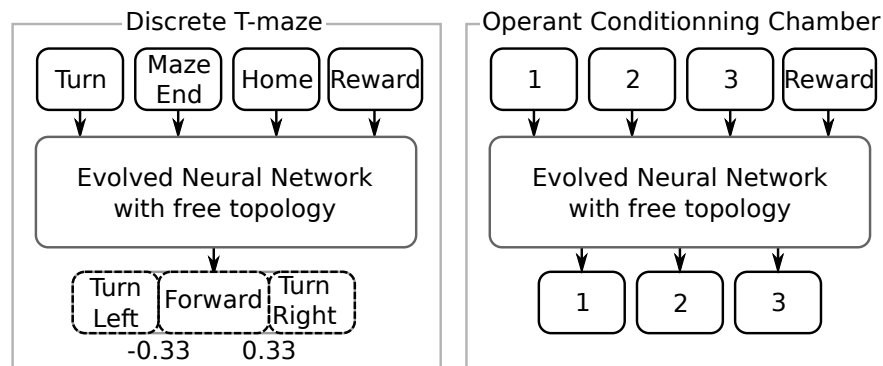 Discrete T-maze
Turn
Maze
End
Home
Reward
Evolved Neural Network
with free topology
Turn
Left
Forward
Turn
Right
-0.33
0.33
Operant Conditionning Chamber
1
2
3
Reward
Evolved Neural Network
with free topology
1
2
3